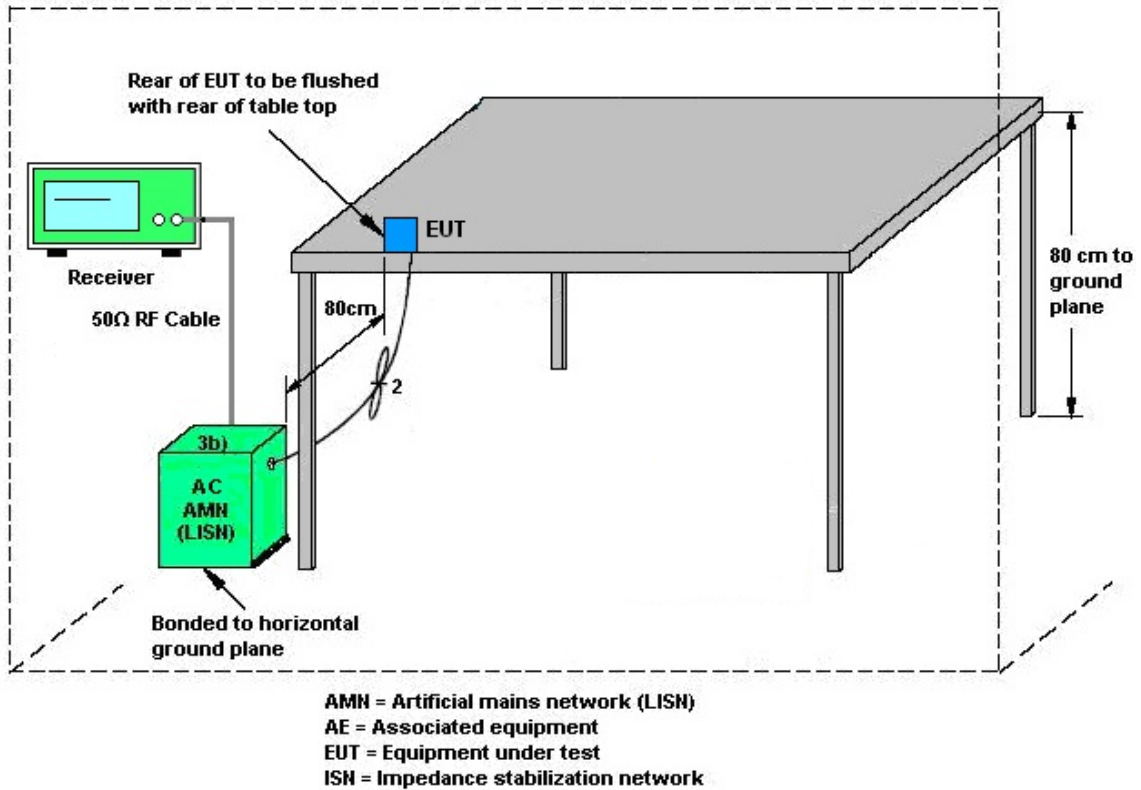 Rear of EUT to be flushed
with rear of table top
EUT
Receiver
50Ω RF Cable
80cm
80 cm to
ground
plane
2
3b)
AC
AMN
(LISN)
Bonded to horizontal
ground plane
AMN = Artificial mains network (LISN)
AE = Associated equipment
EUT = Equipment under test
ISN = Impedance stabilization network